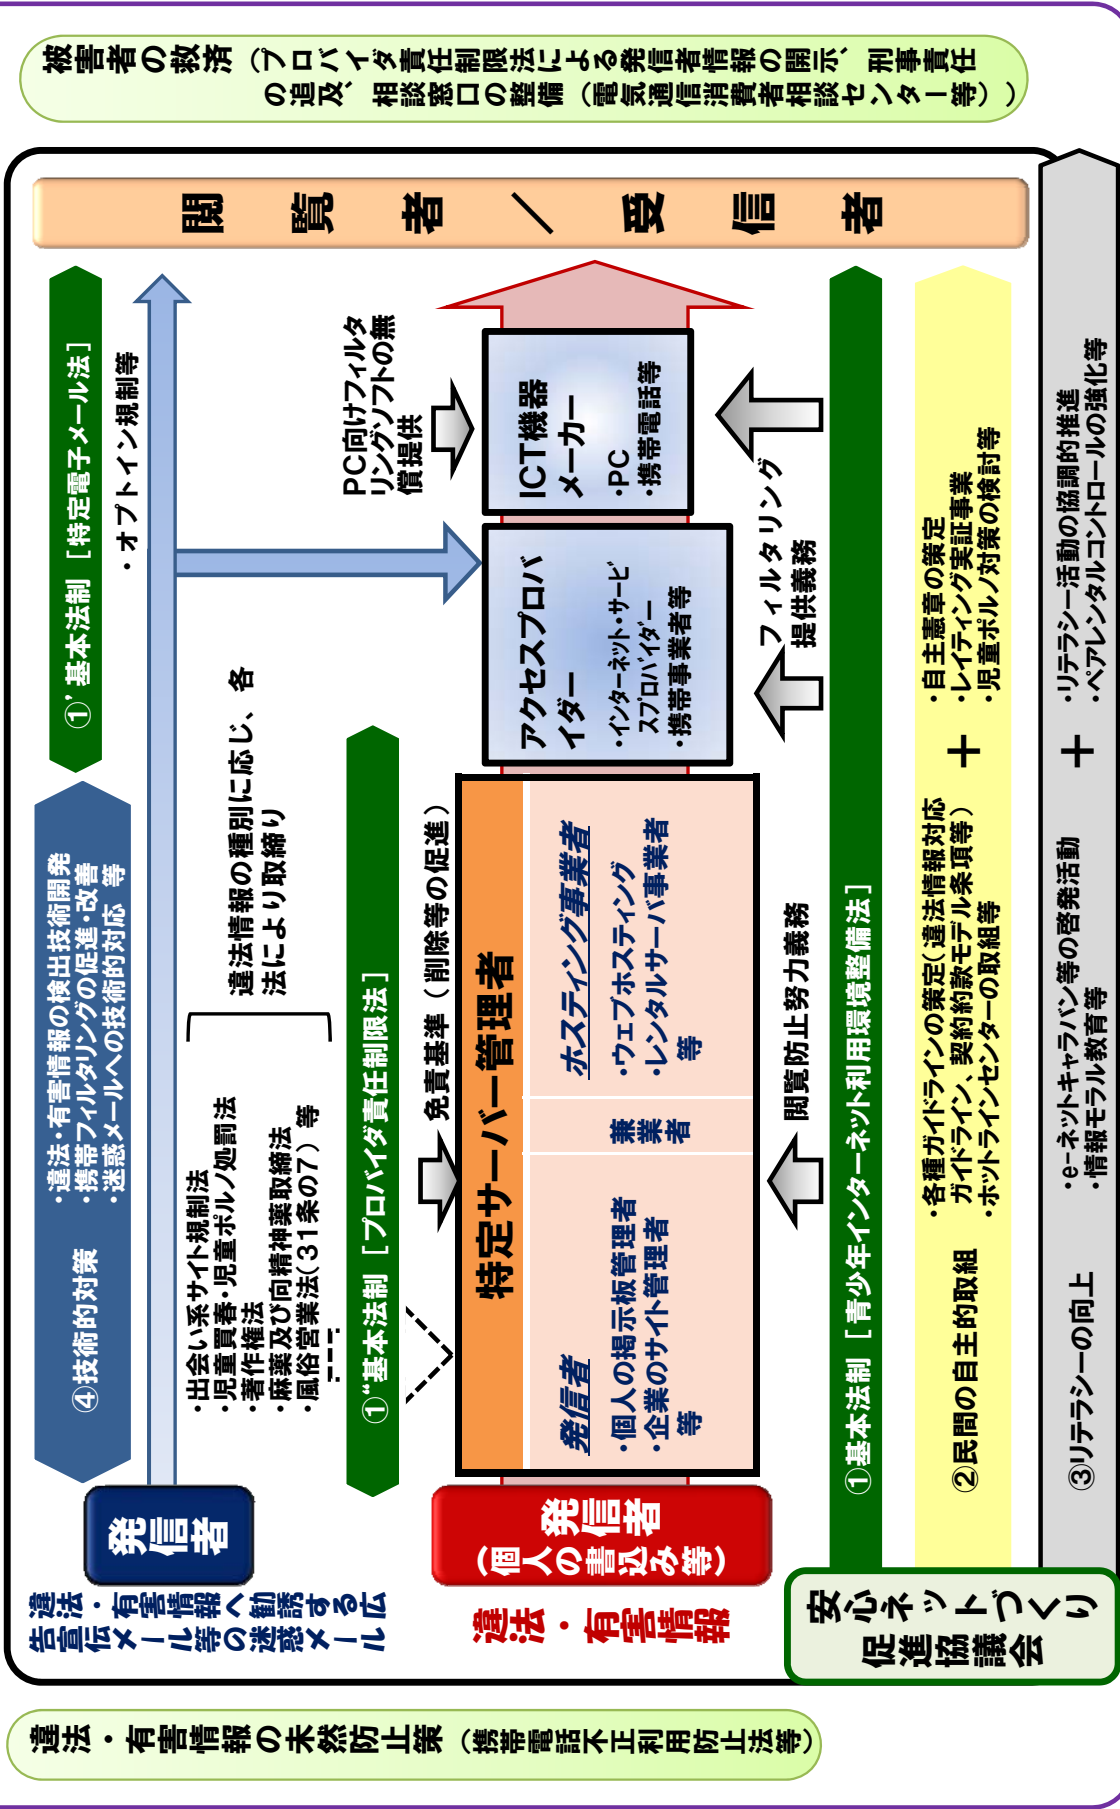 違法・有害情報の未然防止策（携帯電話不正利用防止法等）
違法・有害情報へ勧誘する広
告宣伝メール等の迷惑メール
発信者
④技術的対策
・違法・有害情報の検出技術開発
・携帯フィルタリングの促進・改善
・迷惑メールへの技術的対応 等
①’基本法制［特定電子メール法］
・オプトイン規制等
・出会い系サイト規制法
・児童買春・児童ポルノ処罰法
・著作権法
・麻薬及び向精神薬取締法
・風俗営業法（31条の7）等
違法情報の種別に応じ、各
法により取締り
①“基本法制［プロバイダ責任制限法］
免責基準（削除等の促進）
PC向けフィルタ
リングソフトの無
償提供
違法・有害情報
発信者
（個人の書込み等）
特定サーバー管理者
発信者
・個人の掲示板管理者
・企業のサイト管理者
等
兼
業
者
ホスティング事業者
・ウェブホスティング
・レンタルサーバ事業者
等
アクセスプロバ
イダー
・インターネット・サービ
スプロバイダー
・携帯事業者等
ICT機器
メーカー
・PC
・携帯電話等
閲覧防止努力義務
フィルタリング
提供義務
①基本法制［青少年インターネット利用環境整備法］
安心ネットづくり
促進協議会
②民間の自主的取組
・各種ガイドラインの策定（違法情報対応
ガイドライン、契約約款モデル条項等）
・ホットラインセンターの取組等
＋
・自主憲章の策定
・レイティング実証事業
・児童ポルノ対策の検討等
③リテラシーの向上
・e-ネットキャラバン等の啓発活動
・情報モラル教育等
＋
・リテラシー活動の協調的推進
・ペアレンタルコントロールの強化等
閲覧者／受信者
被害者の救済（プロバイダ責任制限法による発信者情報の開示、刑事責任
の追及、相談窓口の整備（電気通信消費者相談センター等））